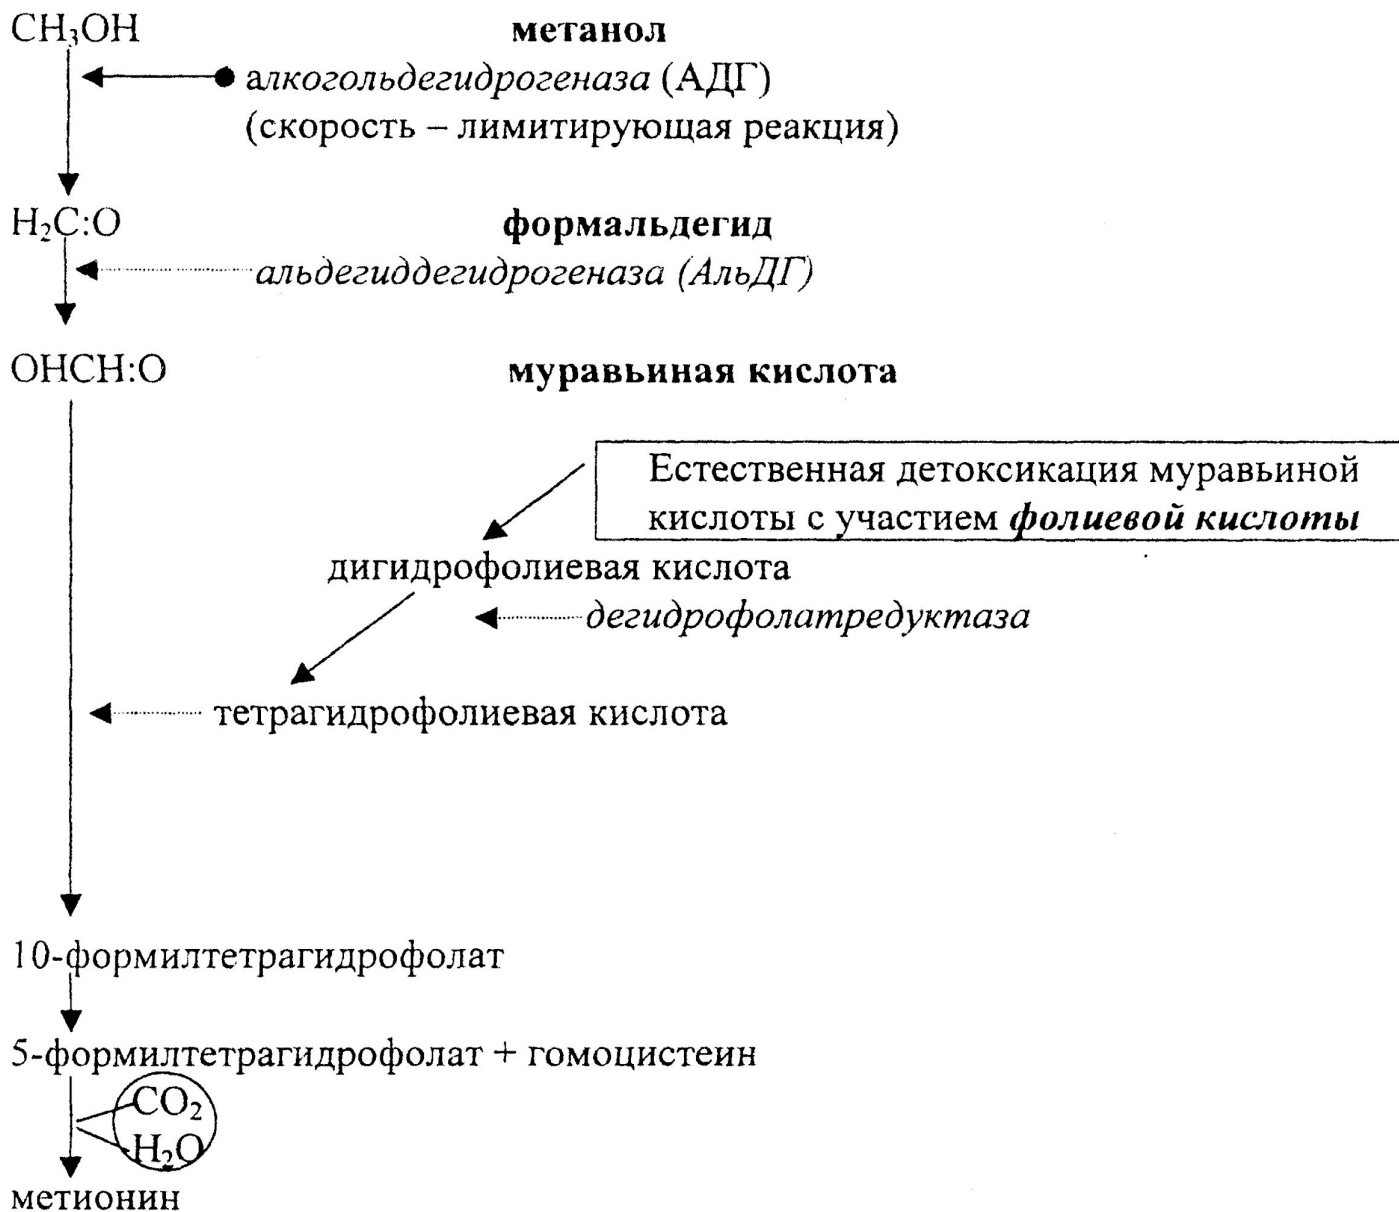 CH₃OH метанол
алкогольдегидрогеназа (АДГ)
(скорость – лимитирующая реакция)
H₂C:O формальдегид
альдегиддегидрогеназа (АльДГ)
OHCH:O муравьиная кислота
Естественная детоксикация муравьиной
кислоты с участием фолиевой кислоты
дигидрофолиевая кислота
дегидрофолатредуктаза
тетрагидрофолиевая кислота
10-формилтетрагидрофолат
5-формилтетрагидрофолат + гомоцистеин
CO₂
H₂O
метионин